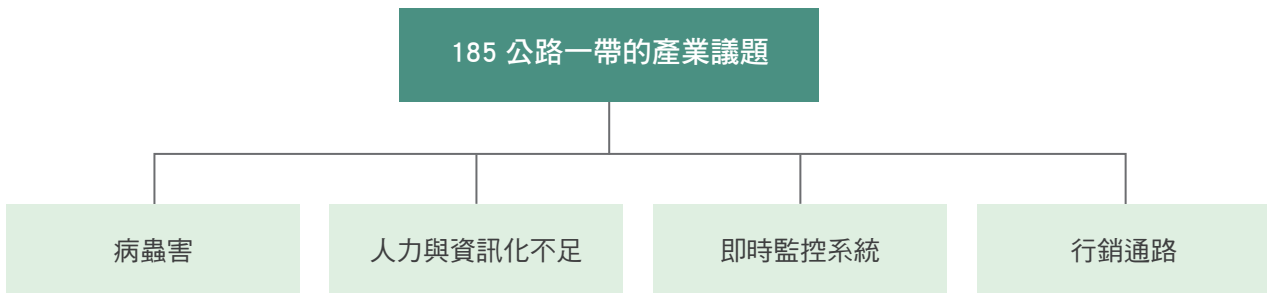 185 公路一帶的產業議題
病蟲害
人力與資訊化不足
即時監控系統
行銷通路